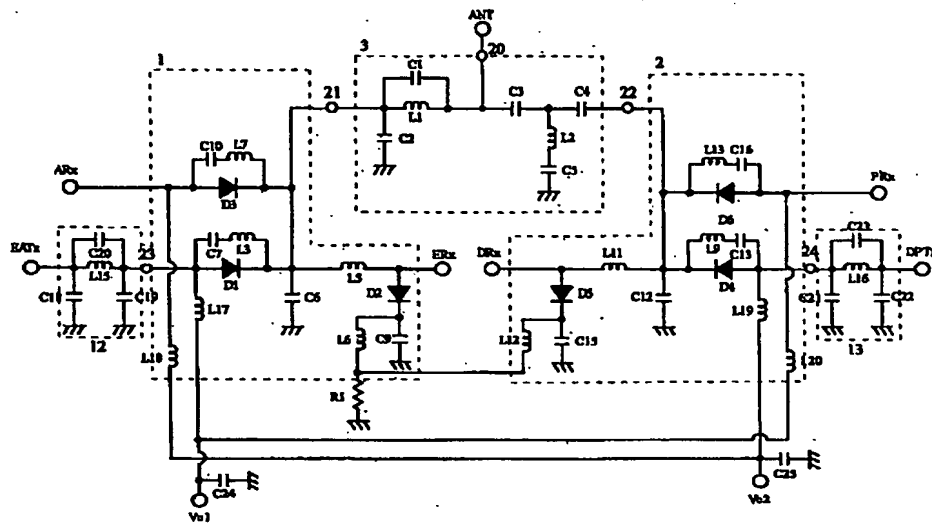 ANT
1
3
20
2
C1
21
L1
C3
C4
22
C2
L2
C5
C10
L7
L13
C16
ARx
D3
D6
PRx
EATx
C20
23
C7
L3
ERx
DRx
L11
L9
C13
24
C23
L15
D1
L5
D2
D5
D4
L16
C19
L17
C6
C12
L19
C21
C22
12
L18
L6
C9
L12
C15
L20
13
R1
C24
C25
Vc2